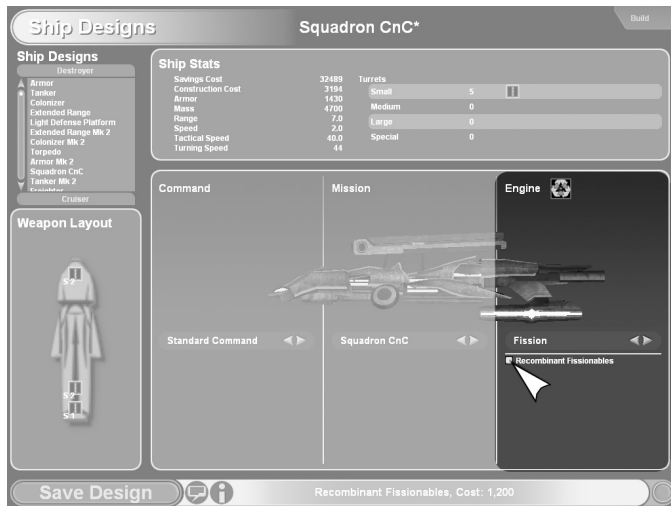 Ship Designs
Squadron CnC*
Build
Ship Designs
Destroyer
Armor
Tanker
Colonizer
Extended Range
Light Defense Platform
Extended Range Mk 2
Colonizer Mk 2
Torpedo
Armor Mk 2
Squadron CnC
Tanker Mk 2
Freighter
Cruiser
Ship Stats
Savings Cost 32489
Construction Cost 3194
Armor 1430
Mass 4700
Range 7.0
Speed 2.0
Tactical Speed 40.0
Turning Speed 44
Turrets
Small 5
Medium 0
Large 0
Special 0
Weapon Layout
S 2
S 2
S 1
Command
Mission
Engine
Standard Command
Squadron CnC
Fission
Recombinant Fissionables
Save Design
Recombinant Fissionables, Cost: 1,200